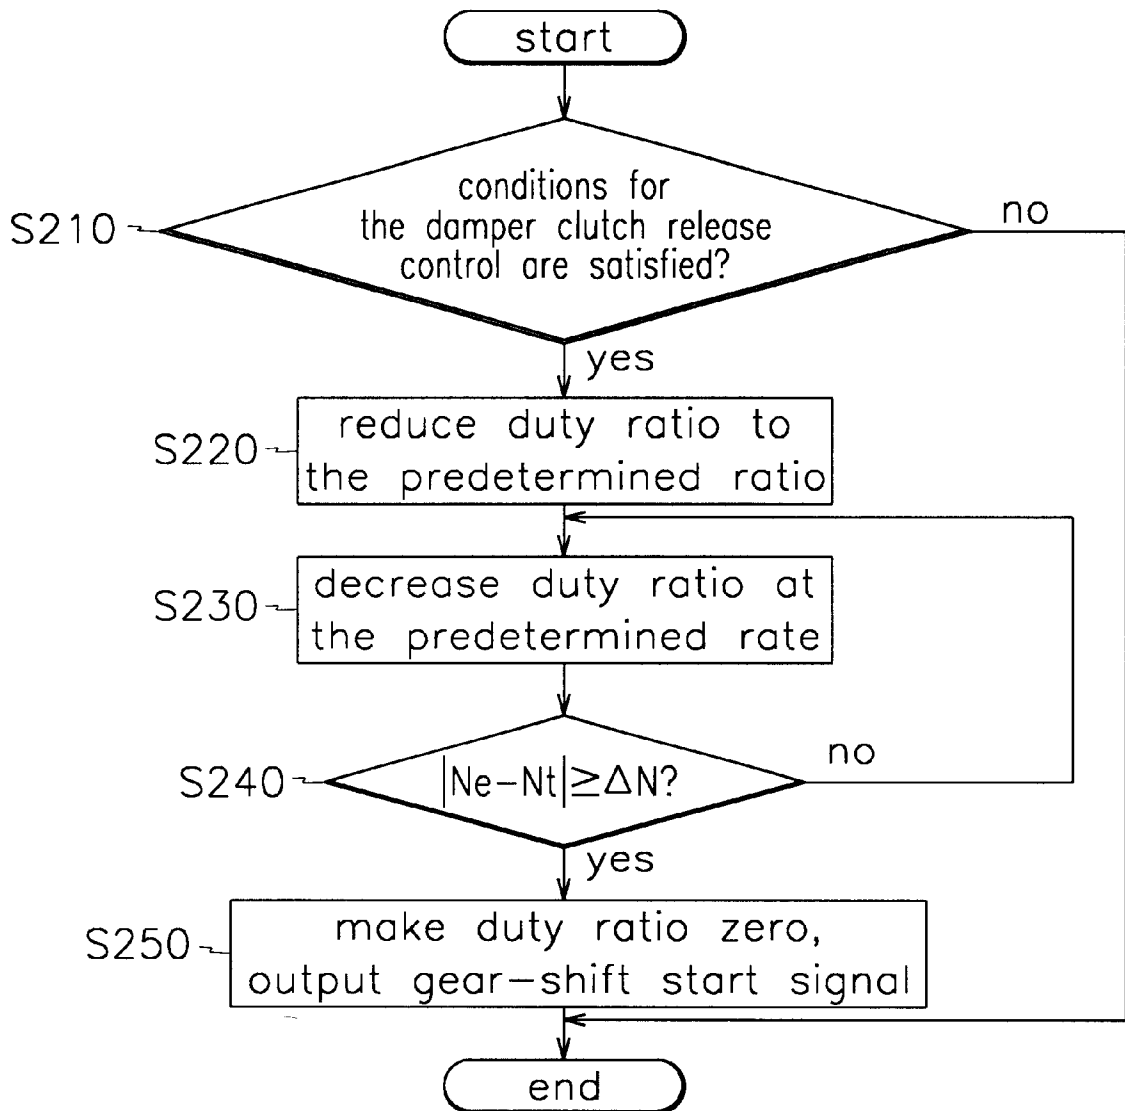 start
conditions for
the damper clutch release
control are satisfied?
S210
no
yes
reduce duty ratio to
the predetermined ratio
S220
decrease duty ratio at
the predetermined rate
S230
|Ne-Nt|≥ΔN?
S240
no
yes
make duty ratio zero,
output gear-shift start signal
S250
end